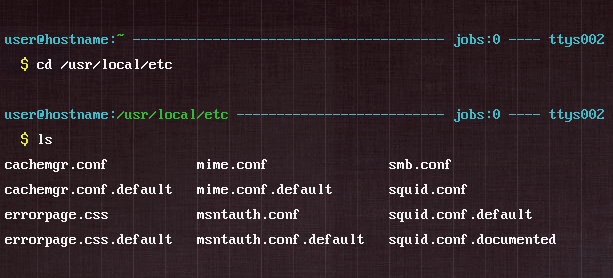 user@hostname:~ --------------------------------------- jobs:0 ---- ttys002
$ cd /usr/local/etc
user@hostname:/usr/local/etc -------------------------- jobs:0 ---- ttys002
$ ls
cachemgr.conf mime.conf smb.conf
cachemgr.conf.default mime.conf.default squid.conf
errorpage.css msntauth.conf squid.conf.default
errorpage.css.default msntauth.conf.default squid.conf.documented